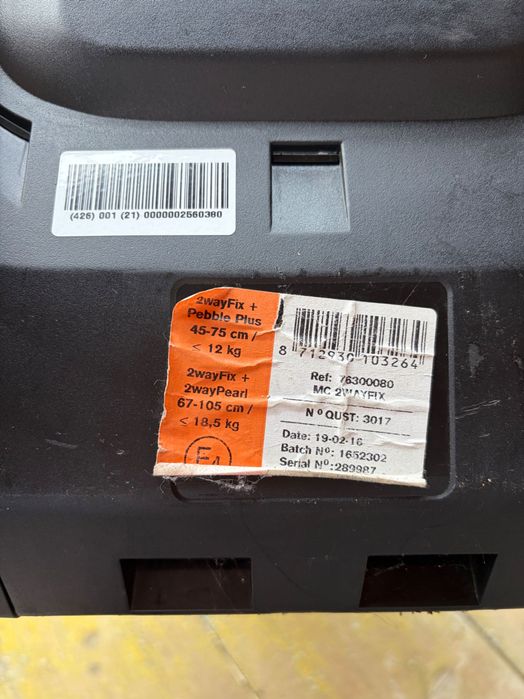 (426) 001 (21) 0000002560380
2wayFix +
Pebble Plus
45-75 cm /
≤ 12 kg
2wayFix +
2wayPearl
67-105 cm /
≤ 18,5 kg
E4
8 712930 103264
Ref: 76300080
MC 2WAYFIX
Nº QUST: 3017
Date: 19-02-16
Batch Nº: 1652302
Serial Nº: 289987